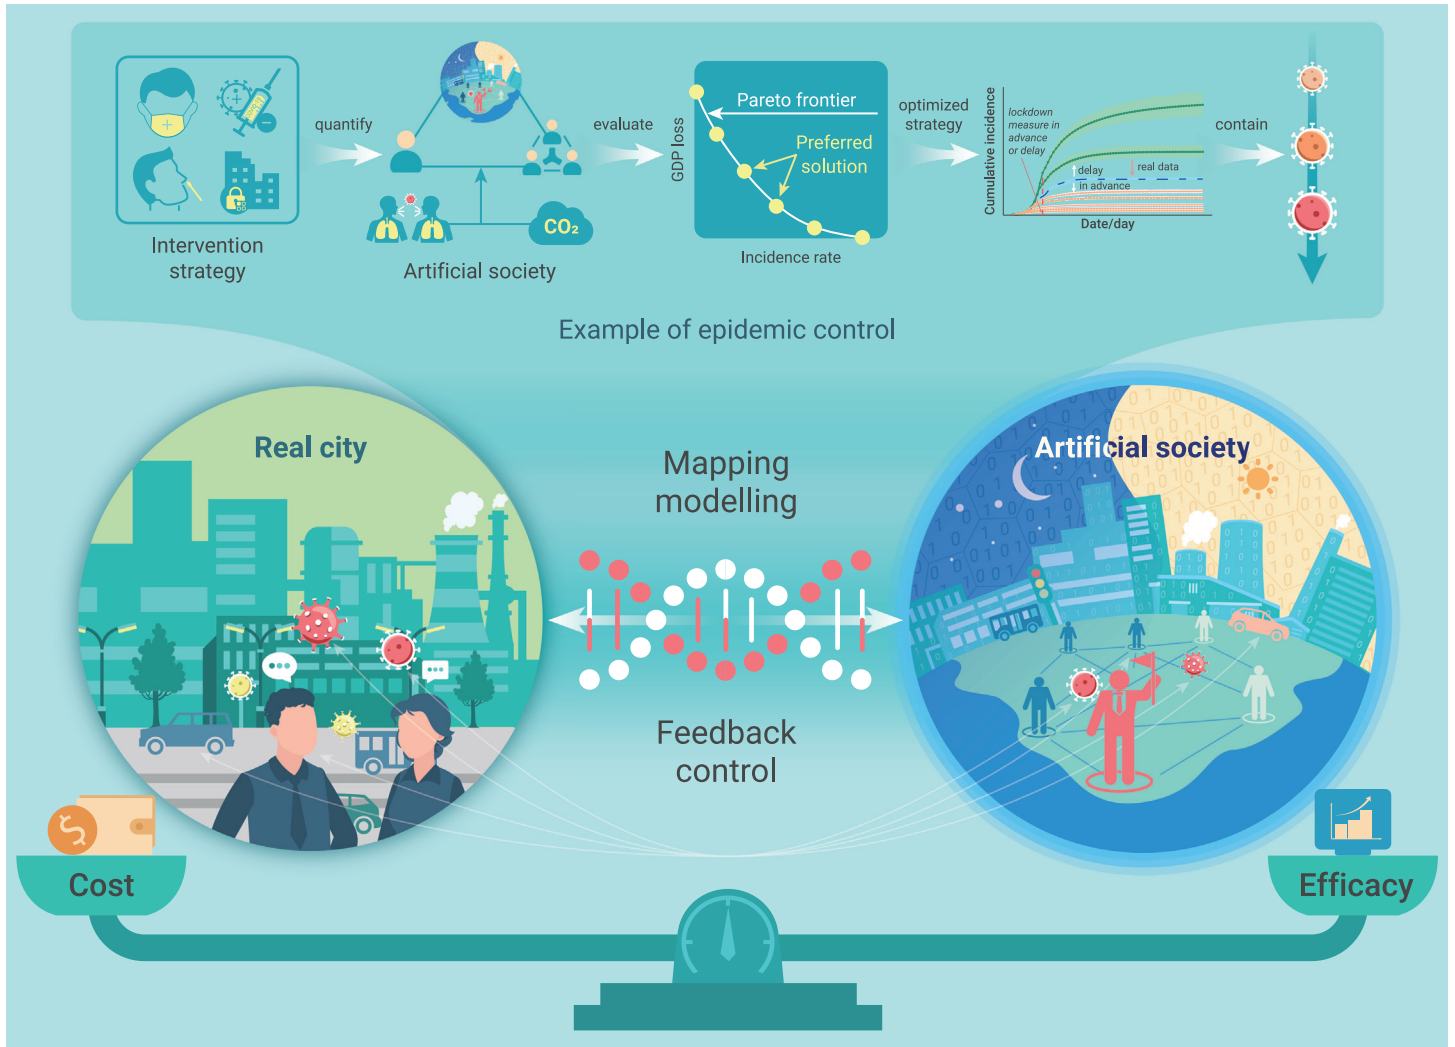 quantify
evaluate
optimized
strategy
contain
Intervention
strategy
CO₂
Artificial society
GDP loss
Pareto frontier
Preferred
solution
Incidence rate
Cumulative incidence
lockdown
measure in
advance
or delay
delay
real data
in advance
Date/day
Example of epidemic control
Real city
Mapping
modelling
Artificial society
Feedback
control
$
Cost
Efficacy